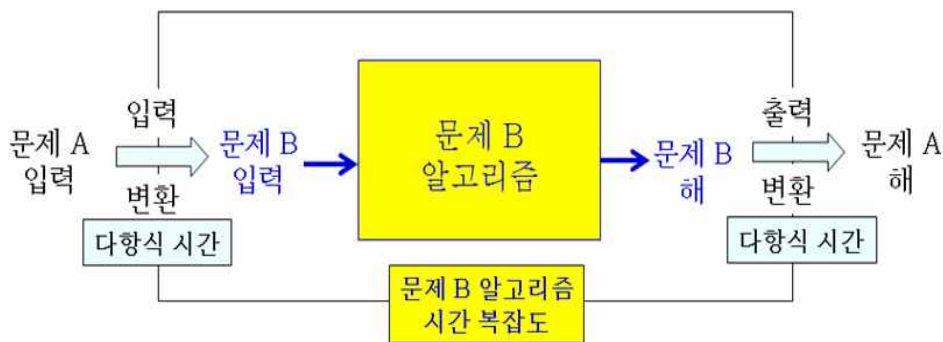 문제 A
입력
입력
변환
다항식 시간
문제 B
입력
문제 B
알고리즘
문제 B
해
출력
변환
다항식 시간
문제 A
해
문제 B 알고리즘
시간 복잡도